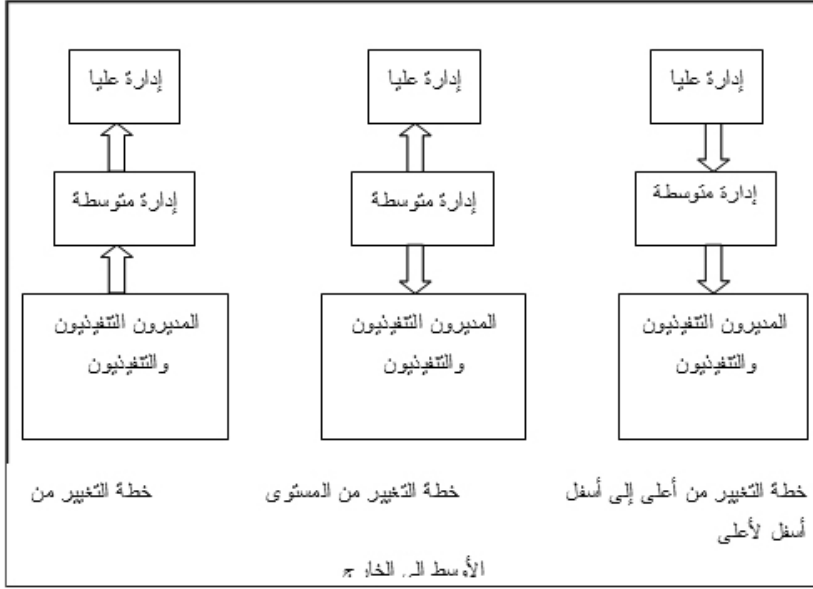 إدارة عليا
إدارة عليا
إدارة عليا
إدارة متوسطة
إدارة متوسطة
إدارة متوسطة
المديرون التنفيذيون
والتنفيذيون
المديرون التنفيذيون
والتنفيذيون
المديرون التنفيذيون
والتنفيذيون
خطة التغيير من أعلى إلى أسفل
خطة التغيير من المستوى
خطة التغيير من
أسفل لأعلى
الأوسط إلى الخارج